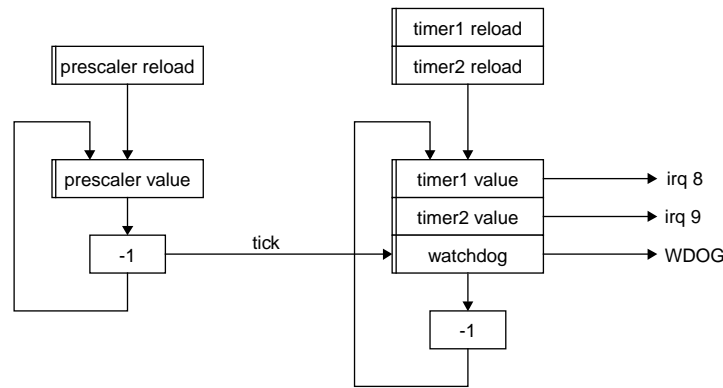 timer1 reload
prescaler reload
timer2 reload
prescaler value
timer1 value
irq 8
timer2 value
irq 9
-1
tick
watchdog
WDOG
-1